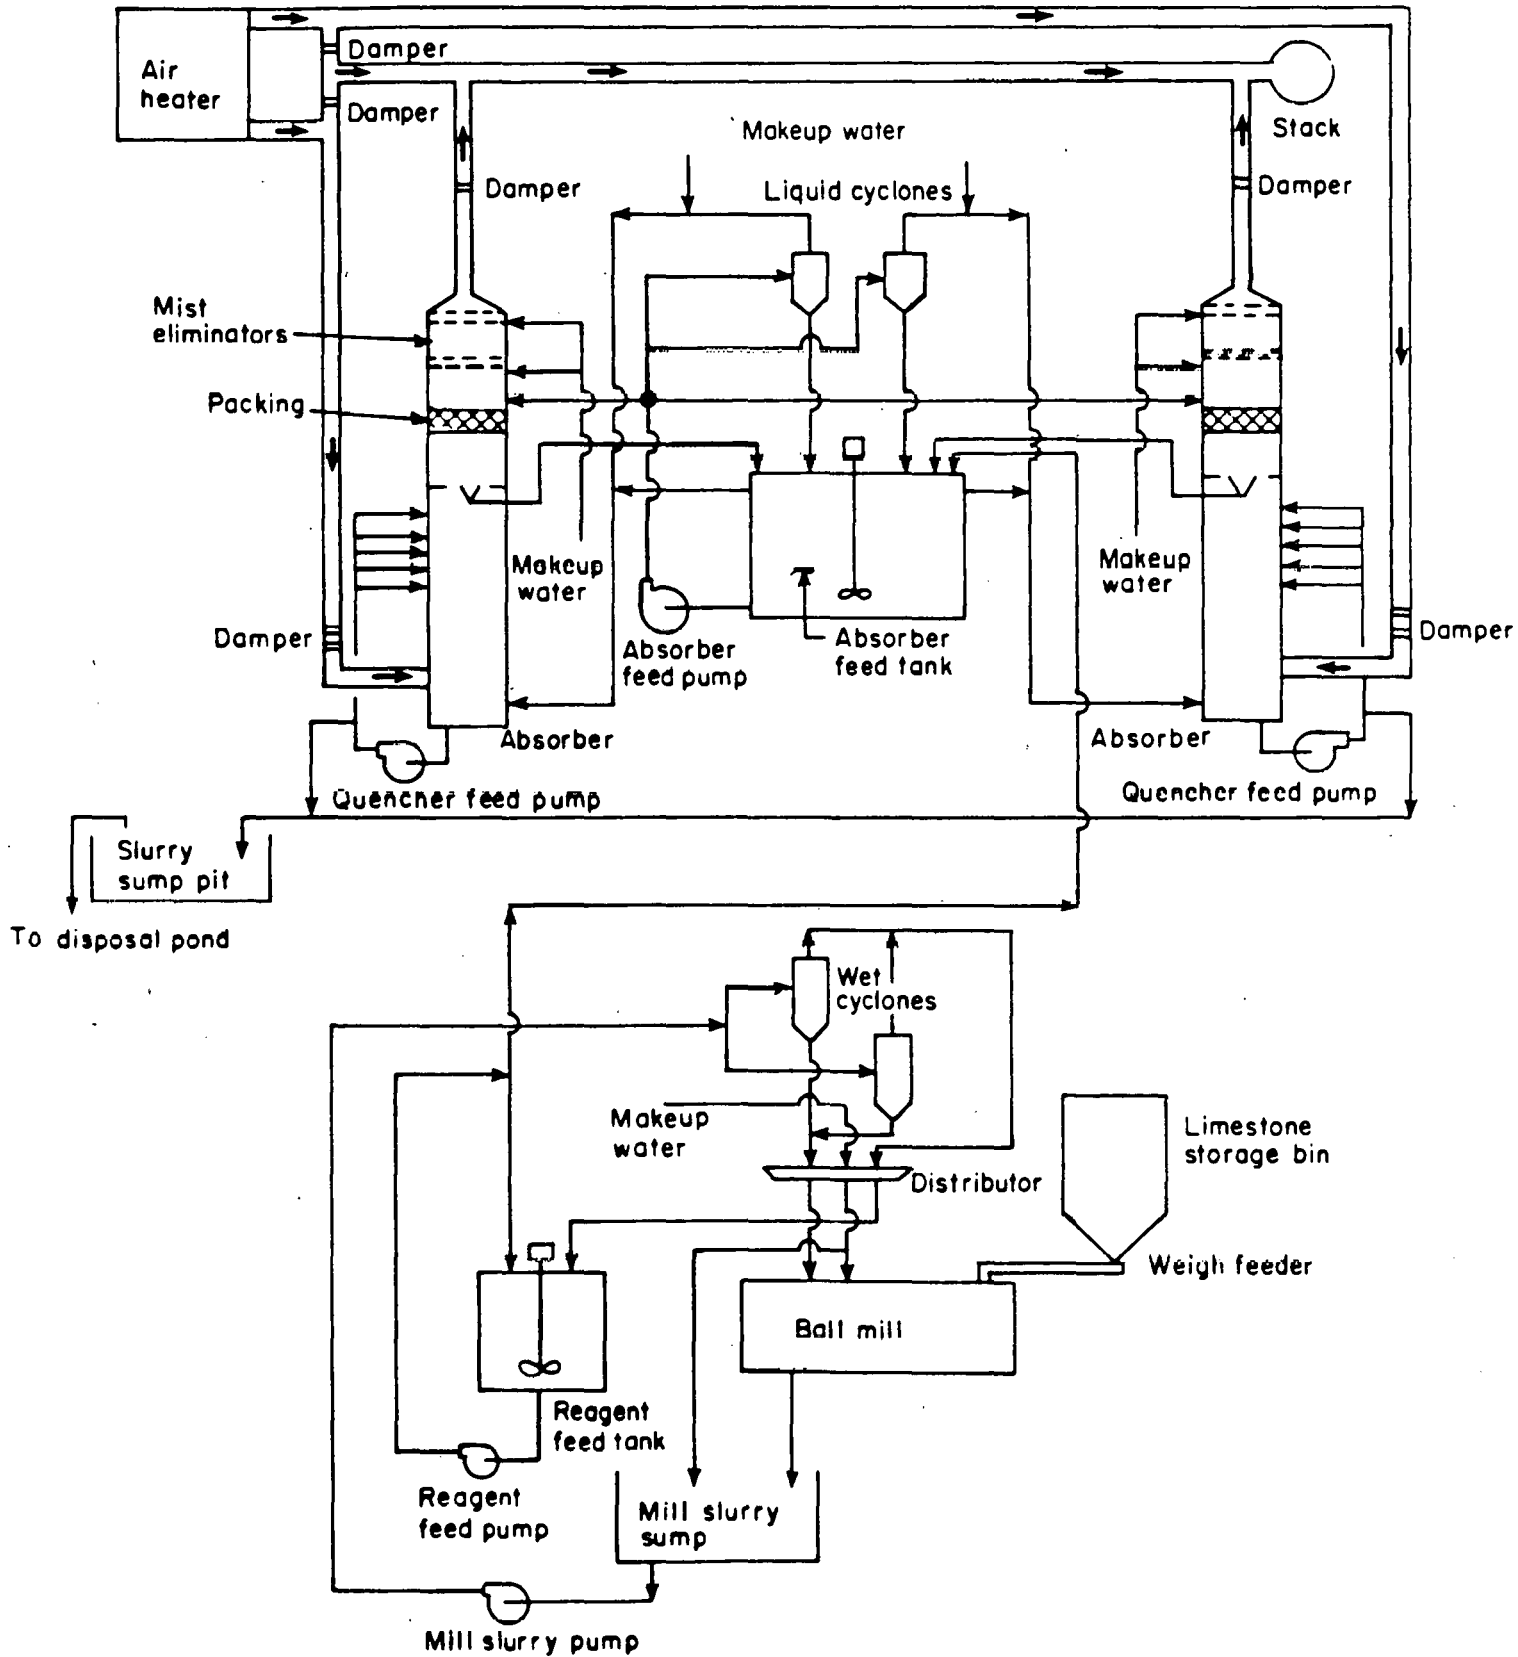 Air
heater
Damper
Damper
Stack
Makeup water
Damper
Liquid cyclones
Damper
Mist
eliminators
Packing
Makeup
water
Makeup
water
Damper
Absorber
feed pump
Absorber
feed tank
Damper
Absorber
Absorber
Quencher feed pump
Quencher feed pump
Slurry
sump pit
To disposal pond
Wet
cyclones
Makeup
water
Limestone
storage bin
Distributor
Weigh feeder
Ball mill
Reagent
feed tank
Reagent
feed pump
Mill slurry
sump
Mill slurry pump